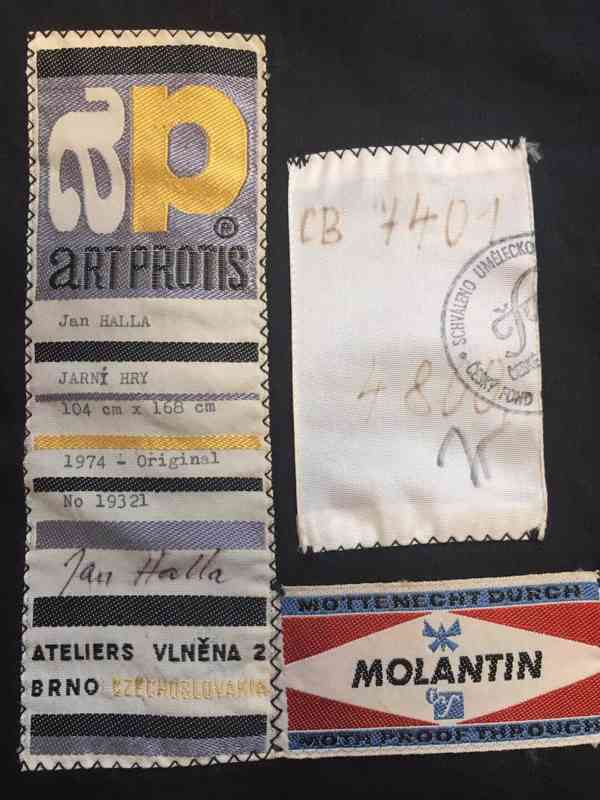 ap
®
aRT PROTIS
Jan HALLA
JARNÍ HRY
104 cm x 168 cm
1974 - Original
No 19321
Jan Halla
ATELIERS VLNĚNA 2
BRNO CZECHOSLOVAKIA
CB 7401
SCHVÁLENO UMĚLECKO
ČESKÝ FOND
MOTTENECHT DURCH
MOLANTIN
MOTH PROOF THROUGH